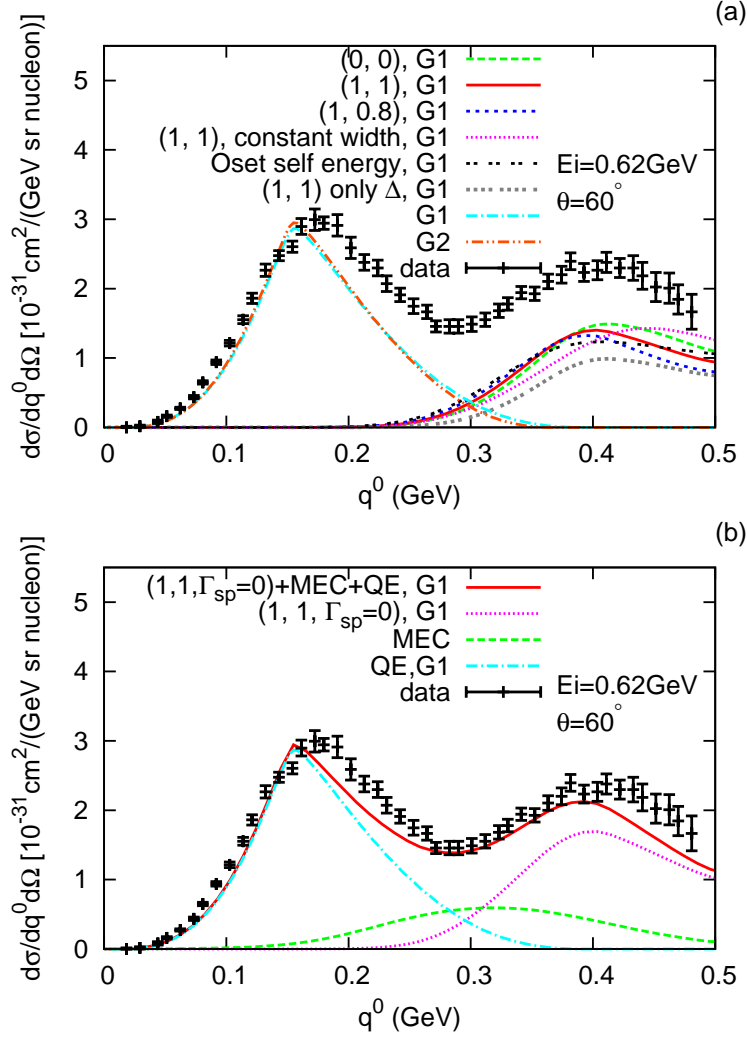 (a)
dσ/dq⁰dΩ [10⁻³¹cm²/(GeV sr nucleon)]
5
4
3
2
1
0
(0, 0), G1
(1, 1), G1
(1, 0.8), G1
(1, 1), constant width, G1
Oset self energy, G1
(1, 1) only Δ, G1
G1
G2
data
Ei=0.62GeV
θ=60°
0 0.1 0.2 0.3 0.4 0.5
q⁰ (GeV)
(b)
dσ/dq⁰dΩ [10⁻³¹cm²/(GeV sr nucleon)]
5
4
3
2
1
0
(1,1,Γsp=0)+MEC+QE, G1
(1, 1, Γsp=0), G1
MEC
QE,G1
data
Ei=0.62GeV
θ=60°
0 0.1 0.2 0.3 0.4 0.5
q⁰ (GeV)